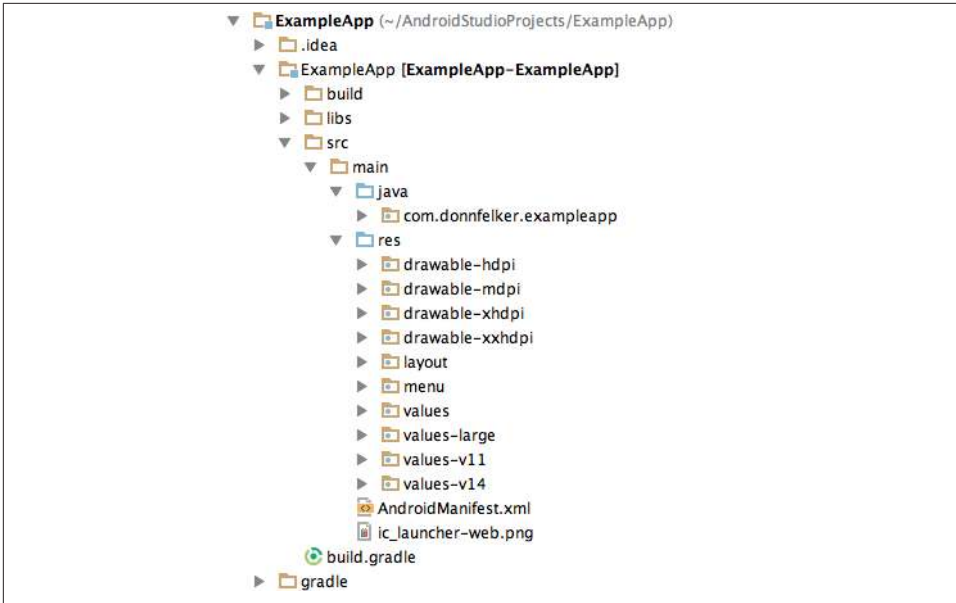 ExampleApp (~/AndroidStudioProjects/ExampleApp)
.idea
ExampleApp [ExampleApp-ExampleApp]
build
libs
src
main
java
com.donnfelker.exampleapp
res
drawable-hdpi
drawable-mdpi
drawable-xhdpi
drawable-xxhdpi
layout
menu
values
values-large
values-v11
values-v14
AndroidManifest.xml
ic_launcher-web.png
build.gradle
gradle